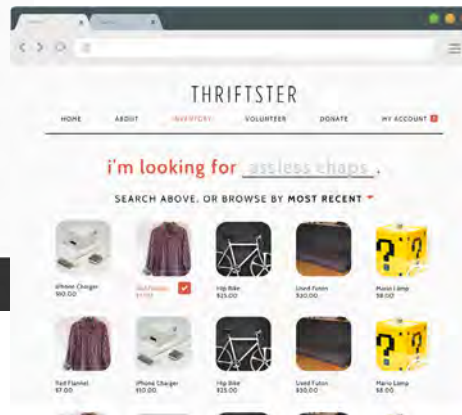 THRIFTSTER
HOME ABOUT INVENTORY VOLUNTEER DONATE MY ACCOUNT
i'm looking for assless chaps .
SEARCH ABOVE, OR BROWSE BY MOST RECENT
iPhone Charger Red Flannel Hip Bike Used Futon Mario Lamp
$10.00 $7.00 $25.00 $30.00 $8.00
Red Flannel iPhone Charger Hip Bike Used Futon Mario Lamp
$7.00 $10.00 $25.00 $30.00 $8.00